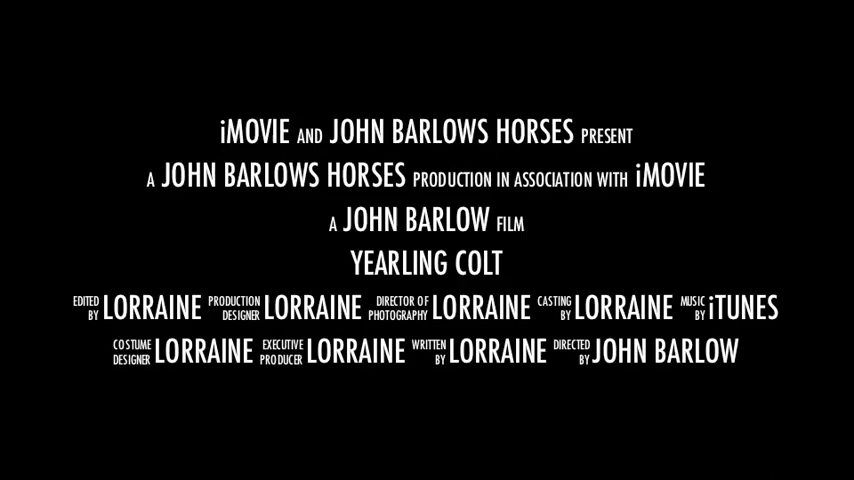 iMOVIE AND JOHN BARLOWS HORSES PRESENT
A JOHN BARLOWS HORSES PRODUCTION IN ASSOCIATION WITH iMOVIE
A JOHN BARLOW FILM
YEARLING COLT
EDITED BY LORRAINE PRODUCTION DESIGNER LORRAINE DIRECTOR OF PHOTOGRAPHY LORRAINE CASTING BY LORRAINE MUSIC BY iTUNES
COSTUME DESIGNER LORRAINE EXECUTIVE PRODUCER LORRAINE WRITTEN BY LORRAINE DIRECTED BY JOHN BARLOW